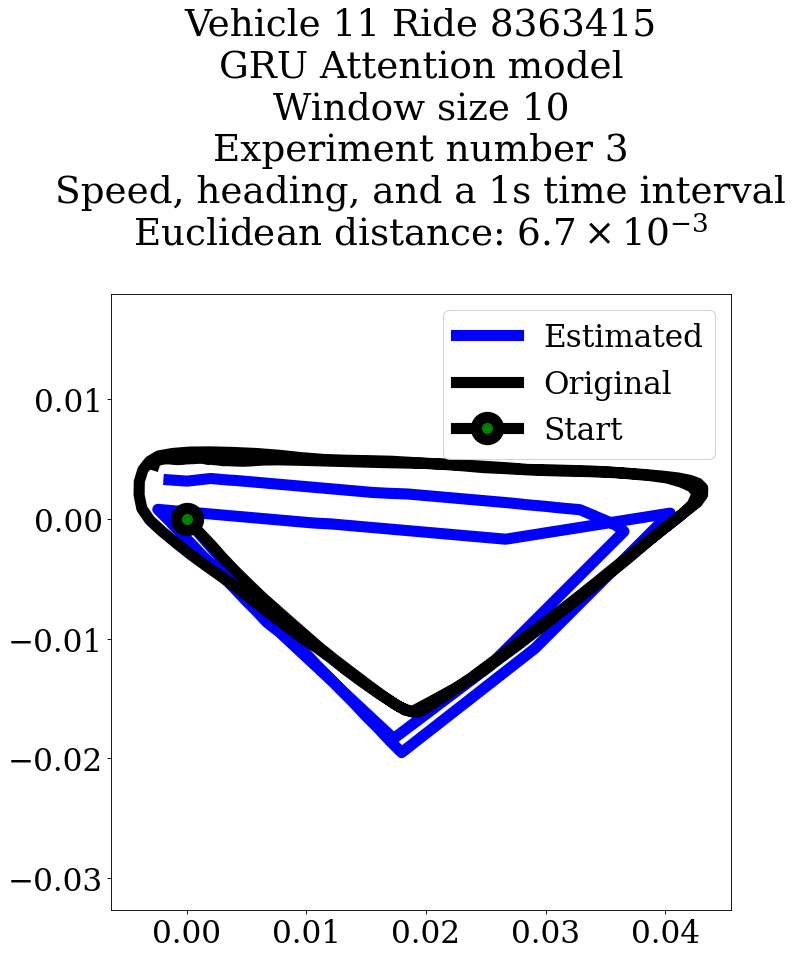 Vehicle 11 Ride 8363415
GRU Attention model
Window size 10
Experiment number 3
Speed, heading, and a 1s time interval
Euclidean distance: 6.7 × 10⁻³
Estimated
Original
Start
0.01
0.00
−0.01
−0.02
−0.03
0.00 0.01 0.02 0.03 0.04